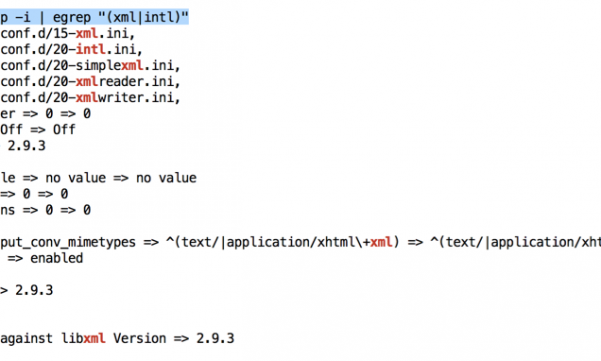 p -i | egrep "(xml|intl)"
conf.d/15-xml.ini,
conf.d/20-intl.ini,
conf.d/20-simplexml.ini,
conf.d/20-xmlreader.ini,
conf.d/20-xmlwriter.ini,
er => 0 => 0
Off => Off
2.9.3
le => no value => no value
=> 0 => 0
ns => 0 => 0
put_conv_mimetypes => ^(text/|application/xhtml\+xml) => ^(text/|application/xht
=> enabled
> 2.9.3
against libxml Version => 2.9.3